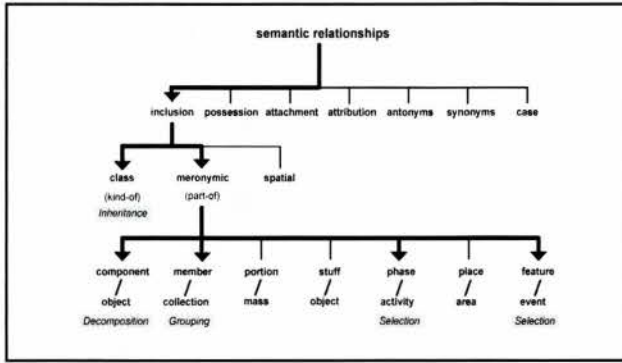 semantic relationships
inclusion possession attachment attribution antonyms synonyms case
class meronymic spatial
(kind-of) (part-of)
Inheritance
component member portion stuff phase place feature
object collection mass object activity area event
Decomposition Grouping Selection Selection